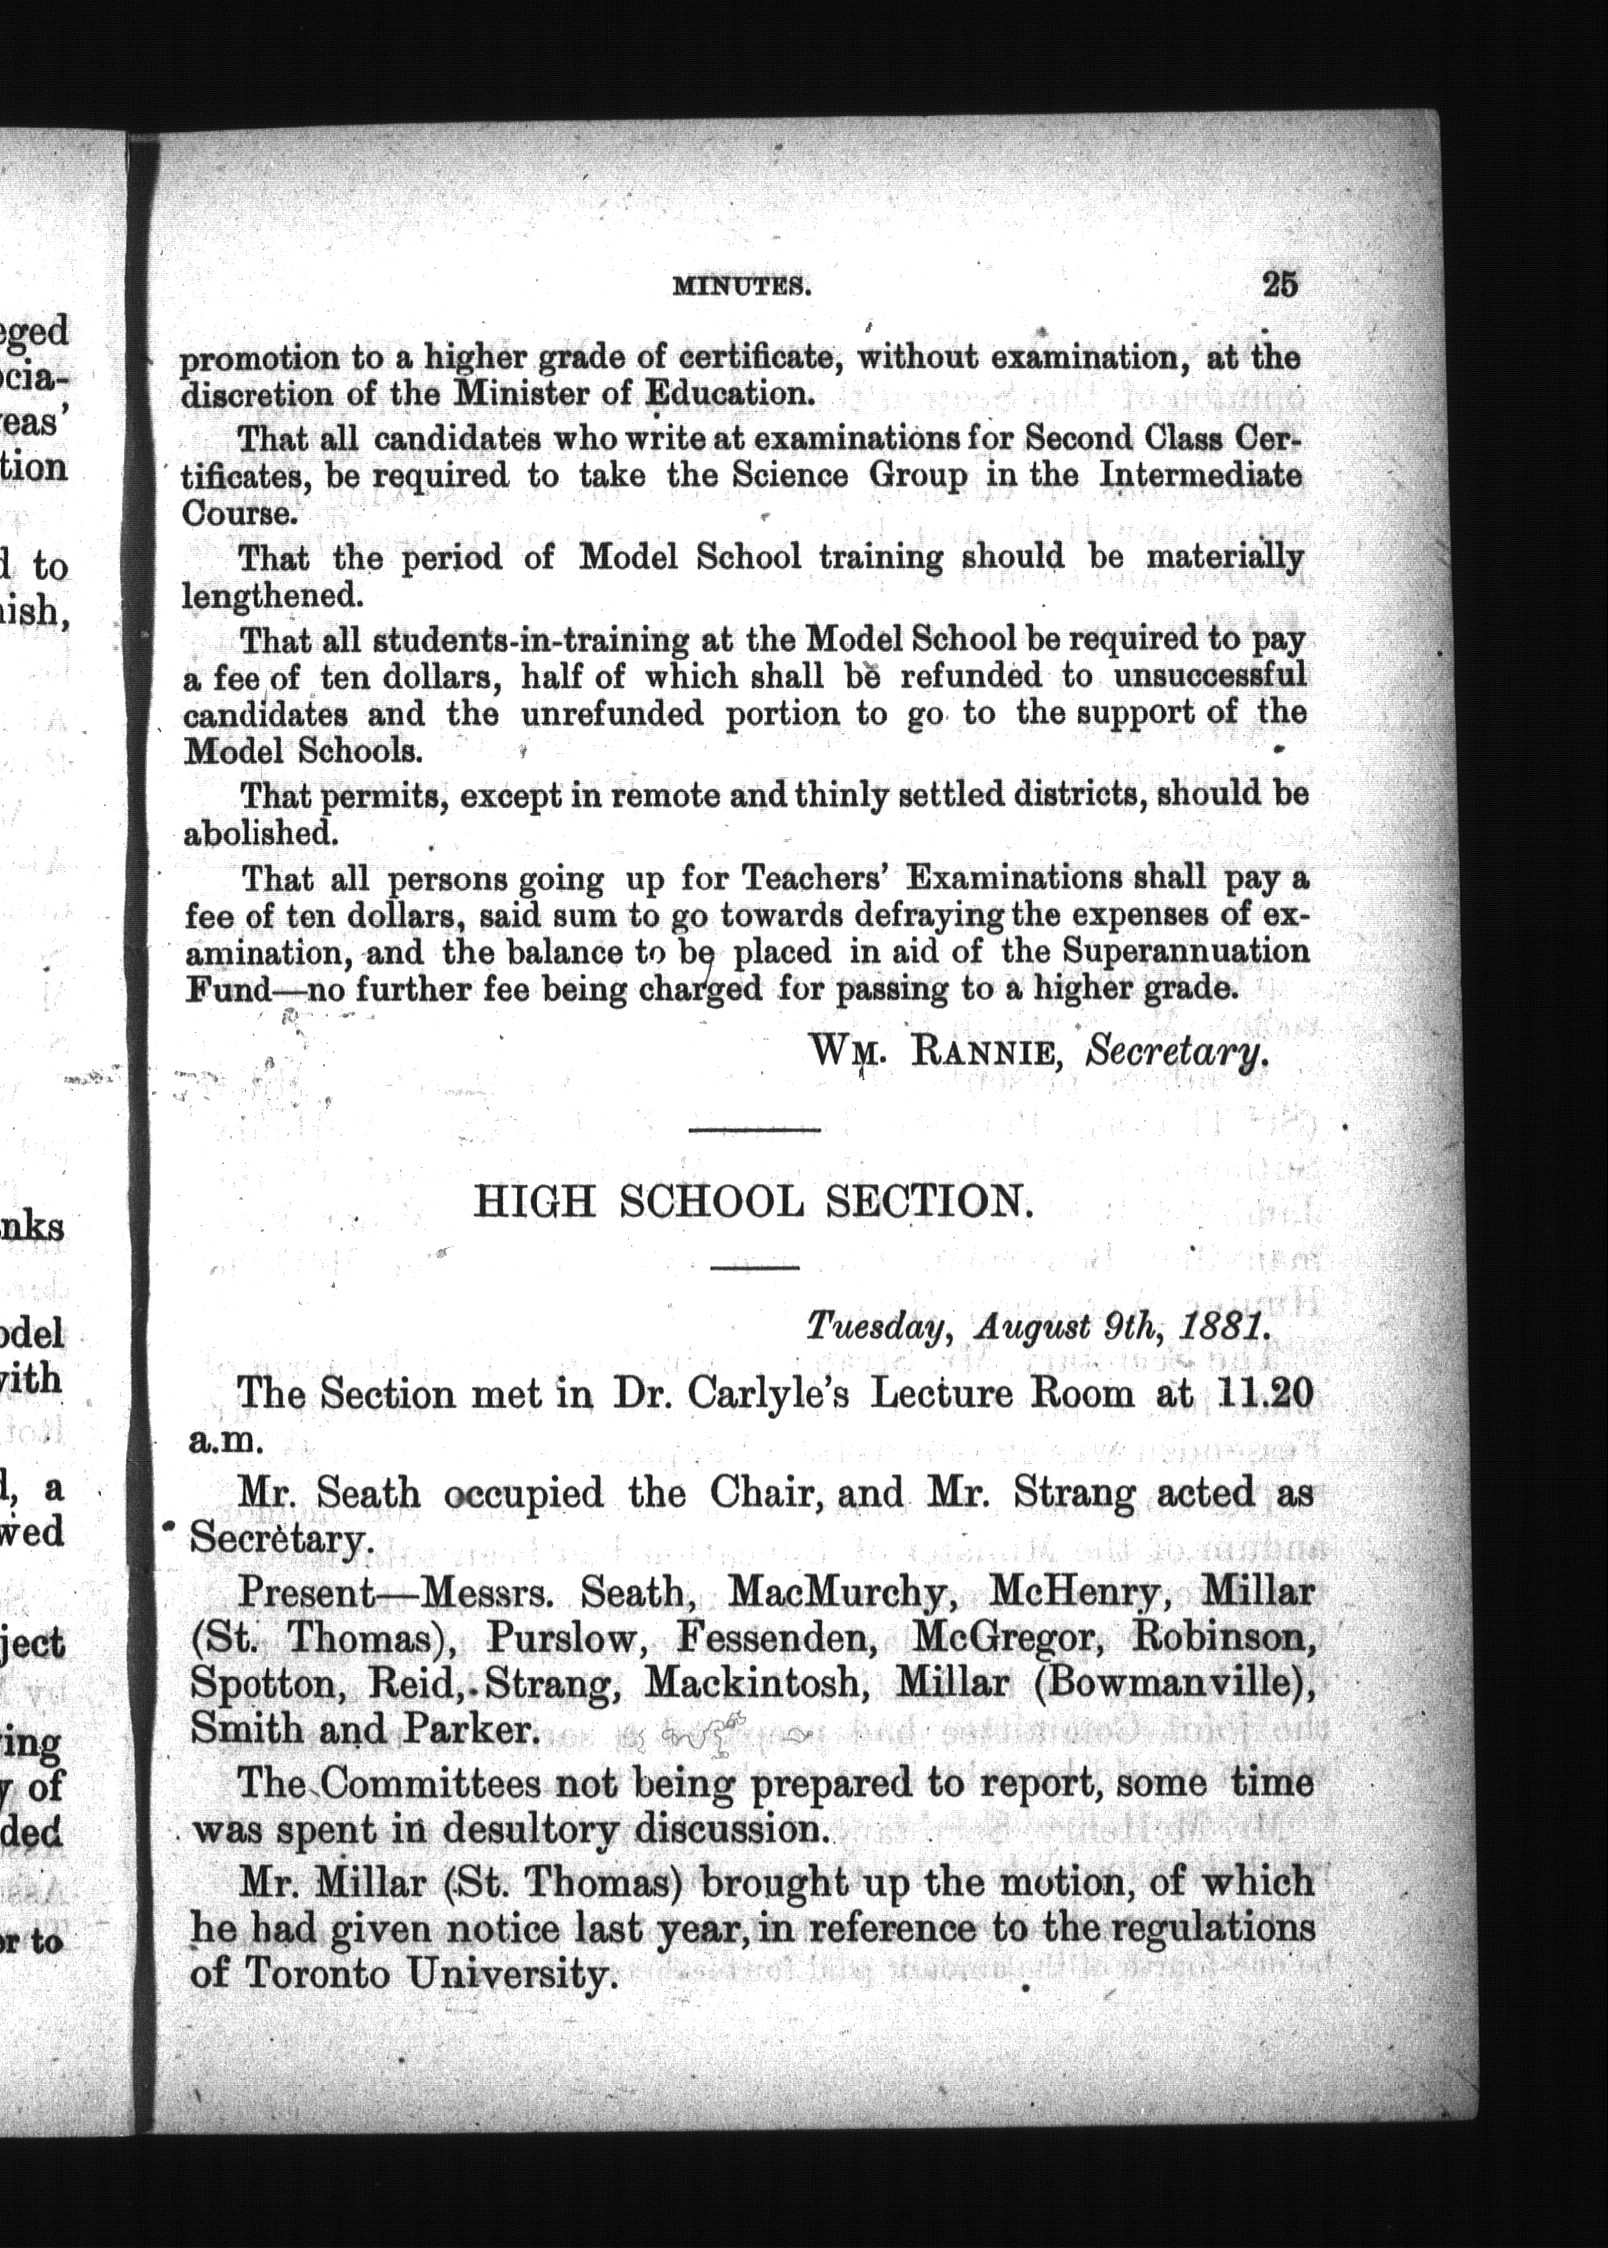 MINUTES. 25
promotion to a higher grade of certificate, without examination, at the
discretion of the Minister of Education.
That all candidates who write at examinations for Second Class Cer-
tificates, be required to take the Science Group in the Intermediate
Course.
That the period of Model School training should be materially
lengthened.
That all students-in-training at the Model School be required to pay
a fee of ten dollars, half of which shall be refunded to unsuccessful
candidates and the unrefunded portion to go to the support of the
Model Schools.
That permits, except in remote and thinly settled districts, should be
abolished.
That all persons going up for Teachers' Examinations shall pay a
fee of ten dollars, said sum to go towards defraying the expenses of ex-
amination, and the balance to be placed in aid of the Superannuation
Fund—no further fee being charged for passing to a higher grade.
WM. RANNIE, Secretary.
HIGH SCHOOL SECTION.
Tuesday, August 9th, 1881.
The Section met in Dr. Carlyle's Lecture Room at 11.20
a.m.
Mr. Seath occupied the Chair, and Mr. Strang acted as
Secretary.
Present—Messrs. Seath, MacMurchy, McHenry, Millar
(St. Thomas), Purslow, Fessenden, McGregor, Robinson,
Spotton, Reid, Strang, Mackintosh, Millar (Bowmanville),
Smith and Parker.
The Committees not being prepared to report, some time
was spent in desultory discussion.
Mr. Millar (St. Thomas) brought up the motion, of which
he had given notice last year, in reference to the regulations
of Toronto University.